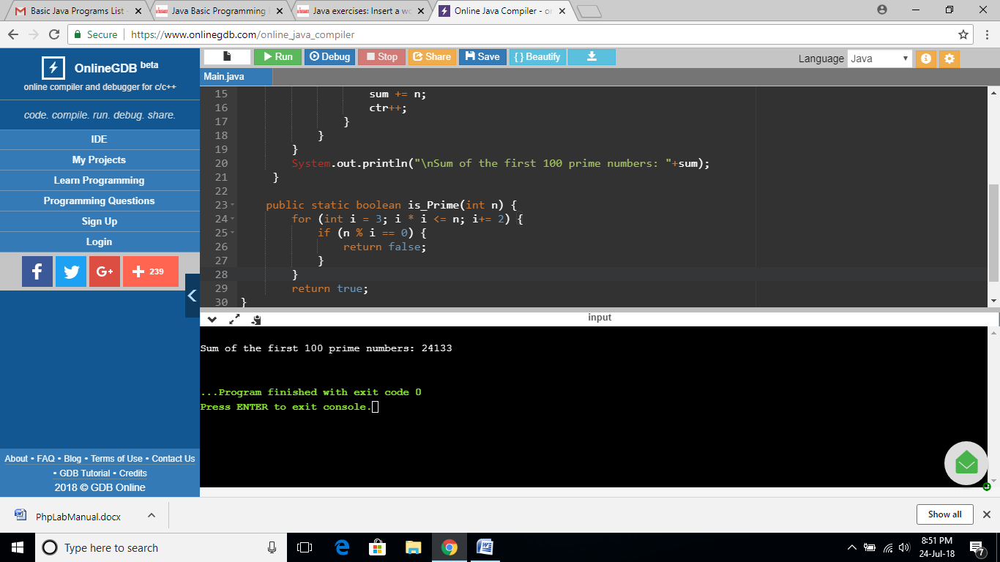 Basic Java Programs List
Java Basic Programming
Java exercises: Insert a wo
Online Java Compiler - or
Secure
https://www.onlinegdb.com/online_java_compiler
OnlineGDB beta
online compiler and debugger for c/c++
code. compile. run. debug. share.
IDE
My Projects
Learn Programming
Programming Questions
Sign Up
Login
f G+ + 239
About • FAQ • Blog • Terms of Use • Contact Us
• GDB Tutorial • Credits
2018 © GDB Online
Run Debug Stop Share Save { } Beautify
Language Java
Main.java
15 sum += n;
16 ctr++;
17 }
18 }
19 }
20 System.out.println("\nSum of the first 100 prime numbers: "+sum);
21 }
22
23 public static boolean is_Prime(int n) {
24 for (int i = 3; i * i <= n; i+= 2) {
25 if (n % i == 0) {
26 return false;
27 }
28 }
29 return true;
30 }
input
Sum of the first 100 prime numbers: 24133
...Program finished with exit code 0
Press ENTER to exit console.
PhpLabManual.docx
Show all
Type here to search
8:51 PM
24-Jul-18
7